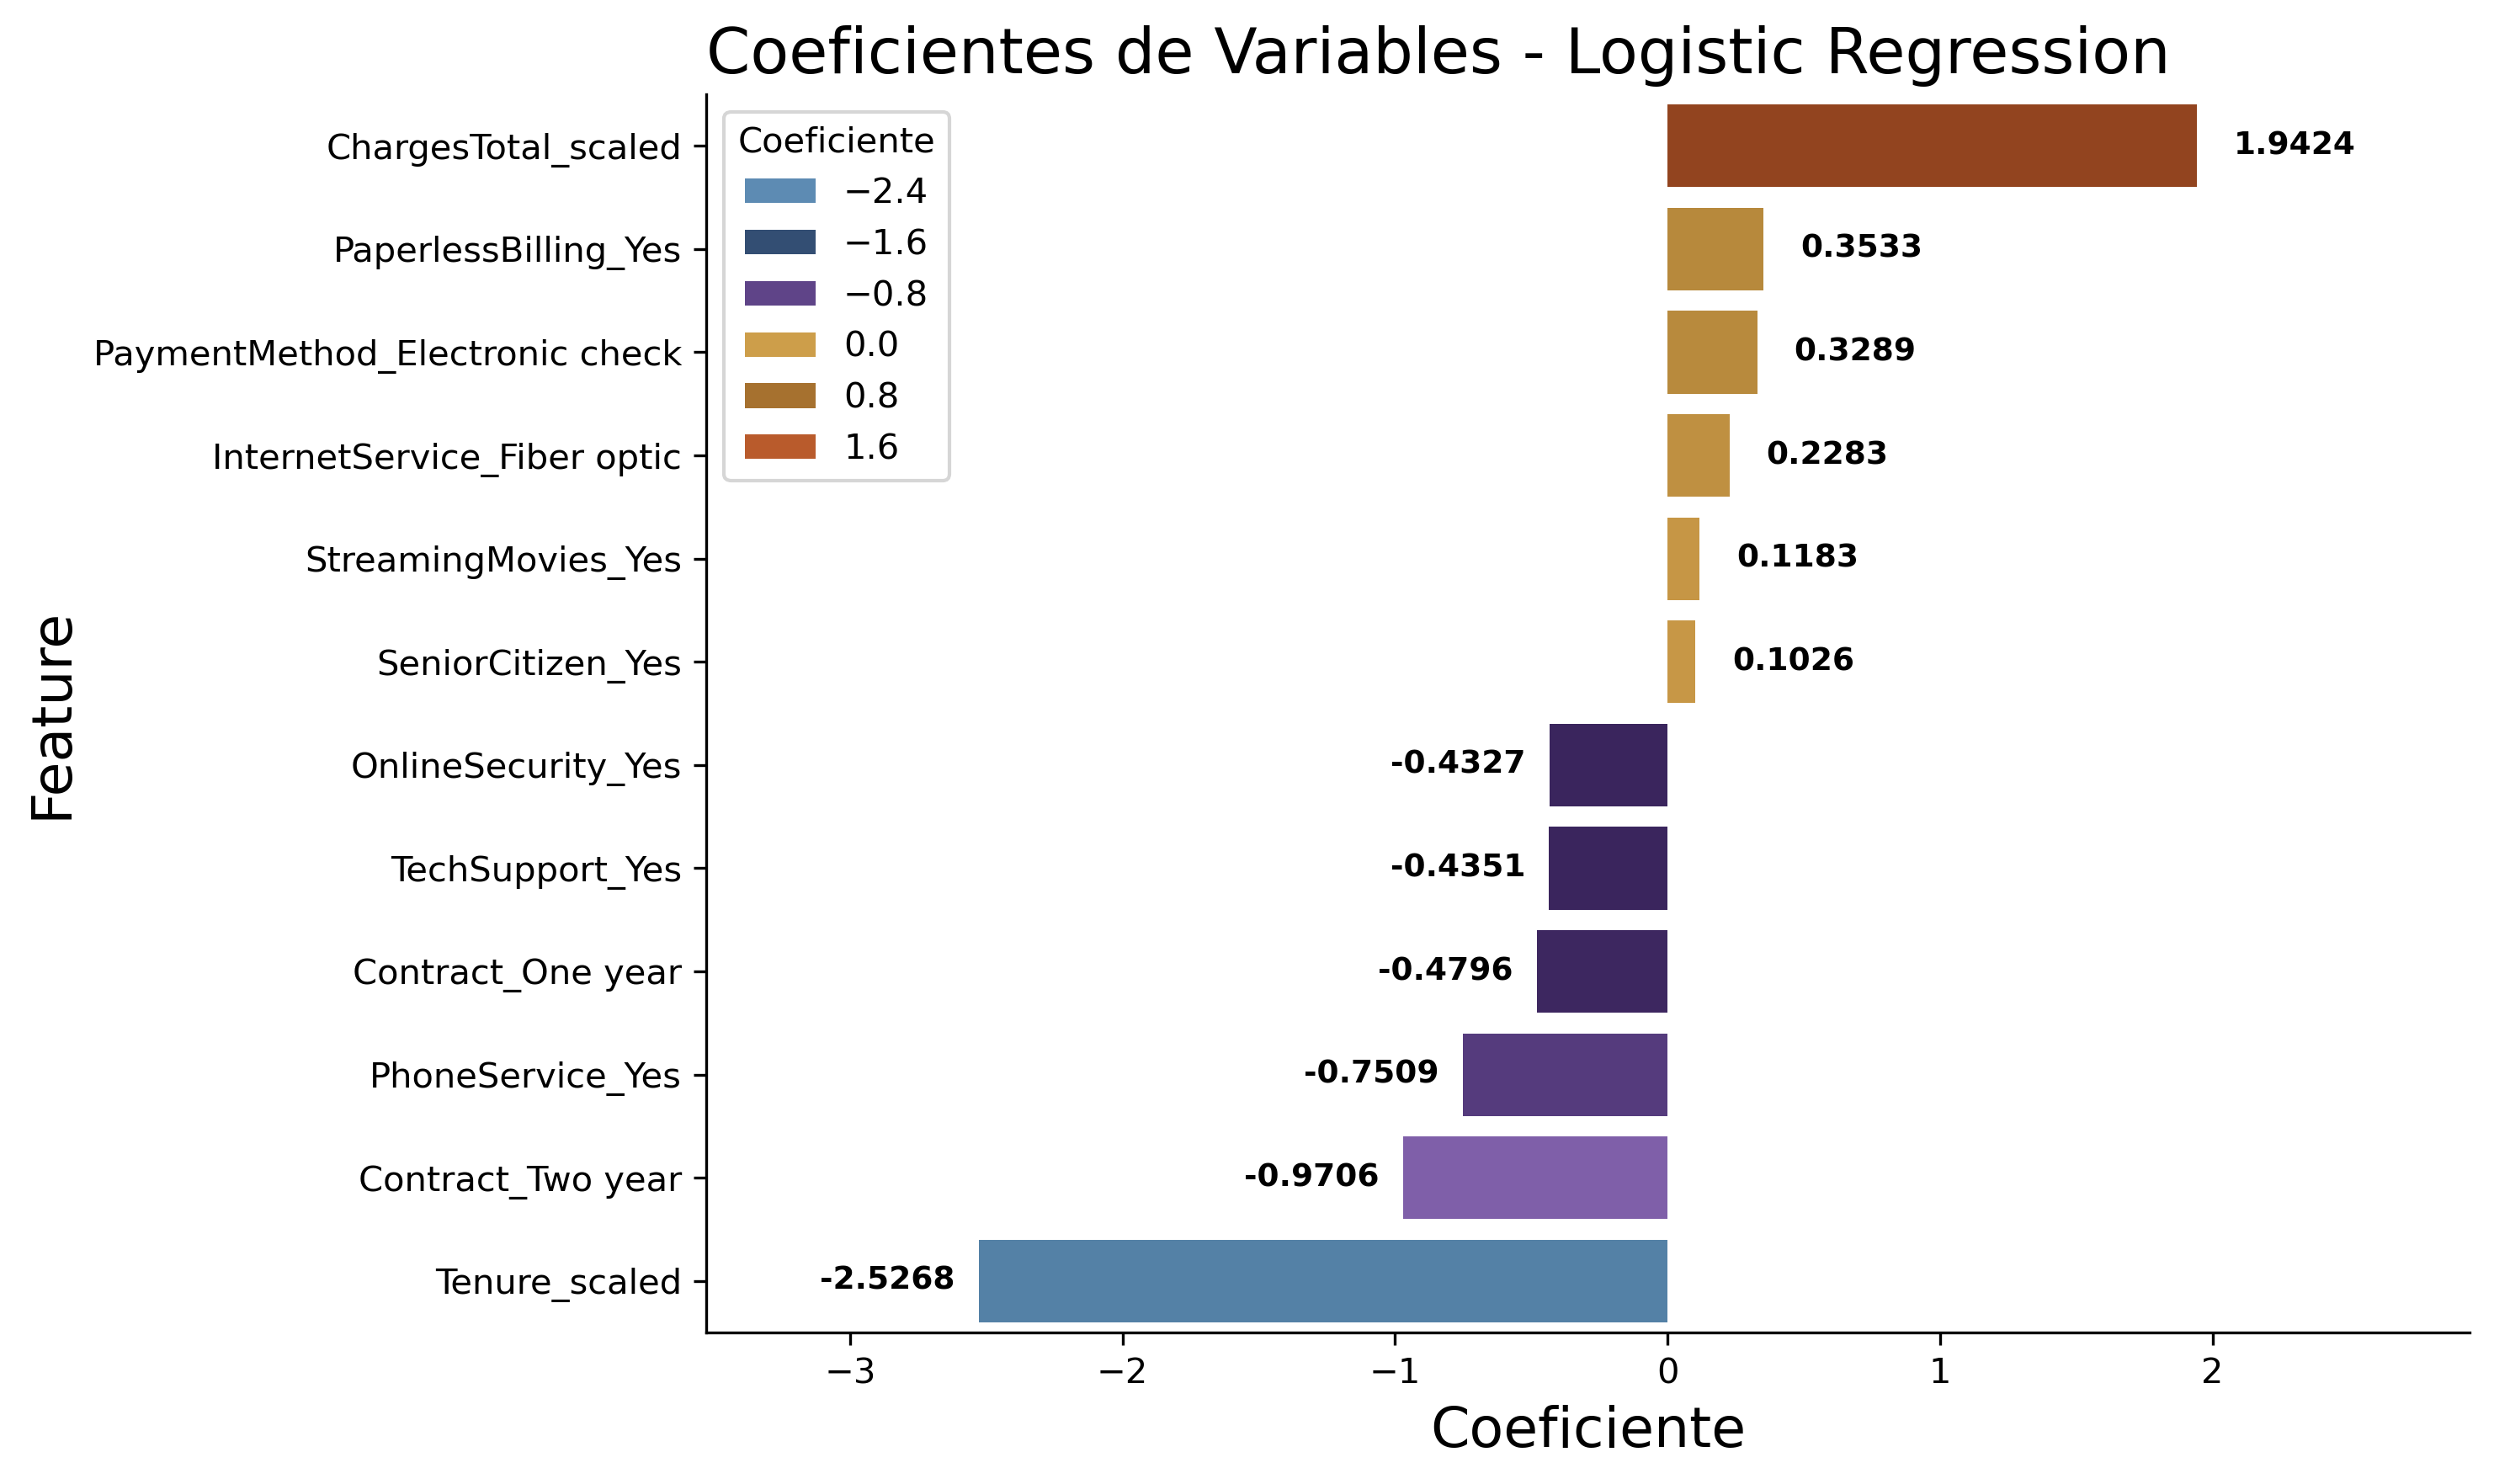 Coeficientes de Variables - Logistic Regression
Coeficiente
−2.4
−1.6
−0.8
0.0
0.8
1.6
ChargesTotal_scaled 1.9424
PaperlessBilling_Yes 0.3533
PaymentMethod_Electronic check 0.3289
InternetService_Fiber optic 0.2283
StreamingMovies_Yes 0.1183
SeniorCitizen_Yes 0.1026
OnlineSecurity_Yes -0.4327
TechSupport_Yes -0.4351
Contract_One year -0.4796
PhoneService_Yes -0.7509
Contract_Two year -0.9706
Tenure_scaled -2.5268
Feature
−3 −2 −1 0 1 2
Coeficiente